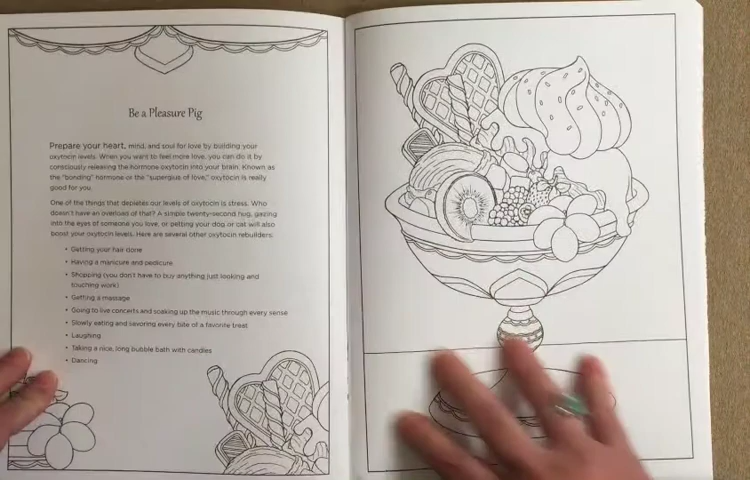 Be a Pleasure Pig
Prepare your heart, mind, and soul for love by building your
oxytocin levels. When you want to feel more love, you can do it by
consciously releasing the hormone oxytocin into your brain. Known as
the "bonding" hormone or the "superglue of love," oxytocin is really
good for you.
One of the things that depletes our levels of oxytocin is stress. Who
doesn't have an overload of that? A simple twenty-second hug, gazing
into the eyes of someone you love, or petting your dog or cat will also
boost your oxytocin levels. Here are several other oxytocin rebuilders:
• Getting your hair done
• Having a manicure and pedicure
• Shopping (you don't have to buy anything just looking and
touching work)
• Getting a massage
• Going to live concerts and soaking up the music through every sense
• Slowly eating and savoring every bite of a favorite treat
• Laughing
• Taking a nice, long bubble bath with candles
• Dancing